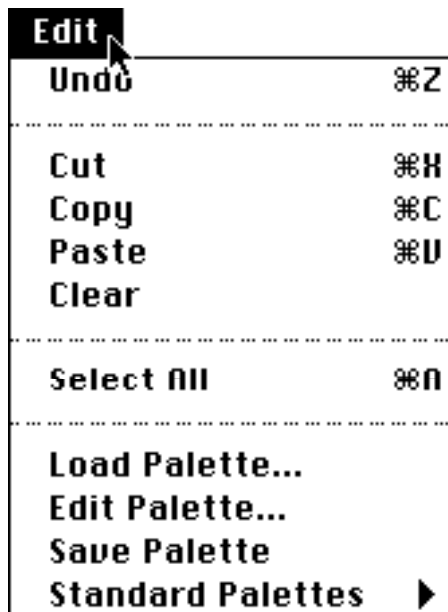 Edit
Undo ⌘Z
Cut ⌘X
Copy ⌘C
Paste ⌘V
Clear
Select All ⌘A
Load Palette...
Edit Palette...
Save Palette
Standard Palettes ▶